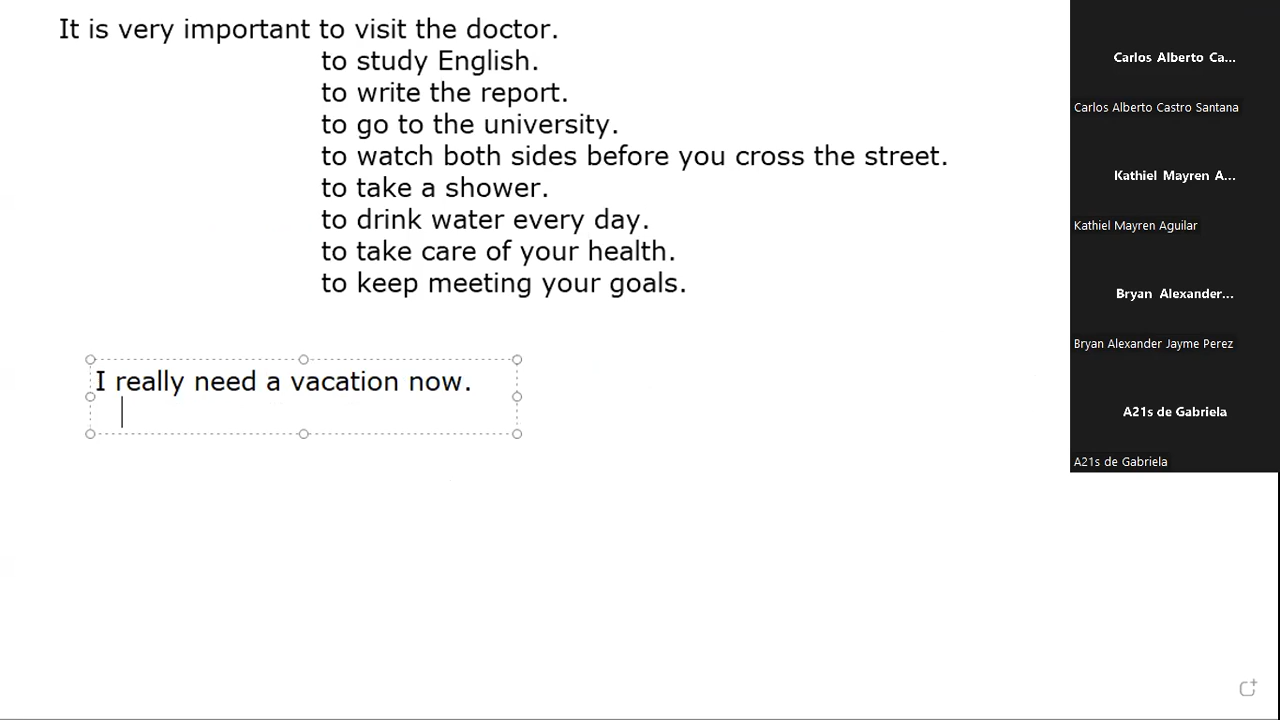 It is very important to visit the doctor.
to study English.
to write the report.
to go to the university.
to watch both sides before you cross the street.
to take a shower.
to drink water every day.
to take care of your health.
to keep meeting your goals.
I really need a vacation now.
Carlos Alberto Ca...
Carlos Alberto Castro Santana
Kathiel Mayren A...
Kathiel Mayren Aguilar
Bryan Alexander...
Bryan Alexander Jayme Perez
A21s de Gabriela
A21s de Gabriela